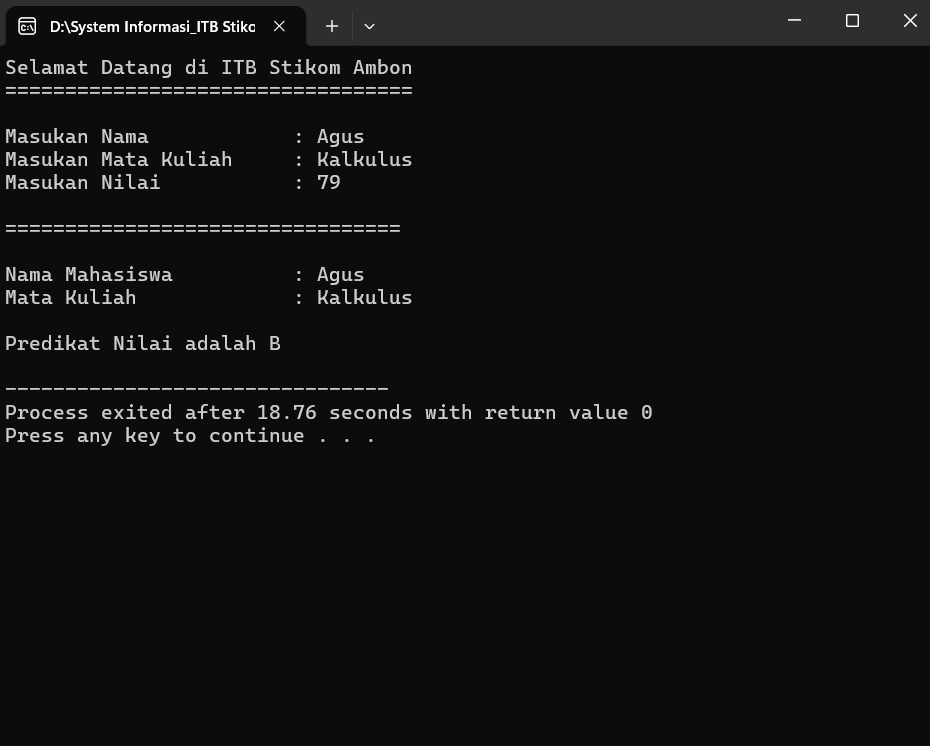 D:\System Informasi_ITB Stiko
Selamat Datang di ITB Stikom Ambon
==================================
Masukan Nama            : Agus
Masukan Mata Kuliah     : Kalkulus
Masukan Nilai           : 79
=================================
Nama Mahasiswa          : Agus
Mata Kuliah             : Kalkulus
Predikat Nilai adalah B
--------------------------------
Process exited after 18.76 seconds with return value 0
Press any key to continue . . .